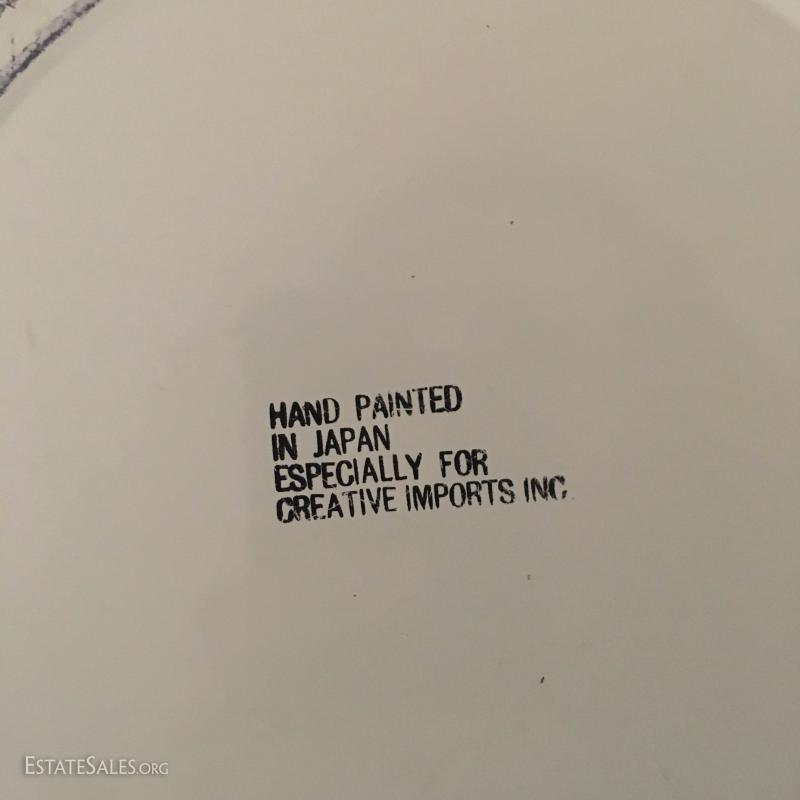 HAND PAINTED
IN JAPAN
ESPECIALLY FOR
CREATIVE IMPORTS INC.
ESTATESALES.ORG